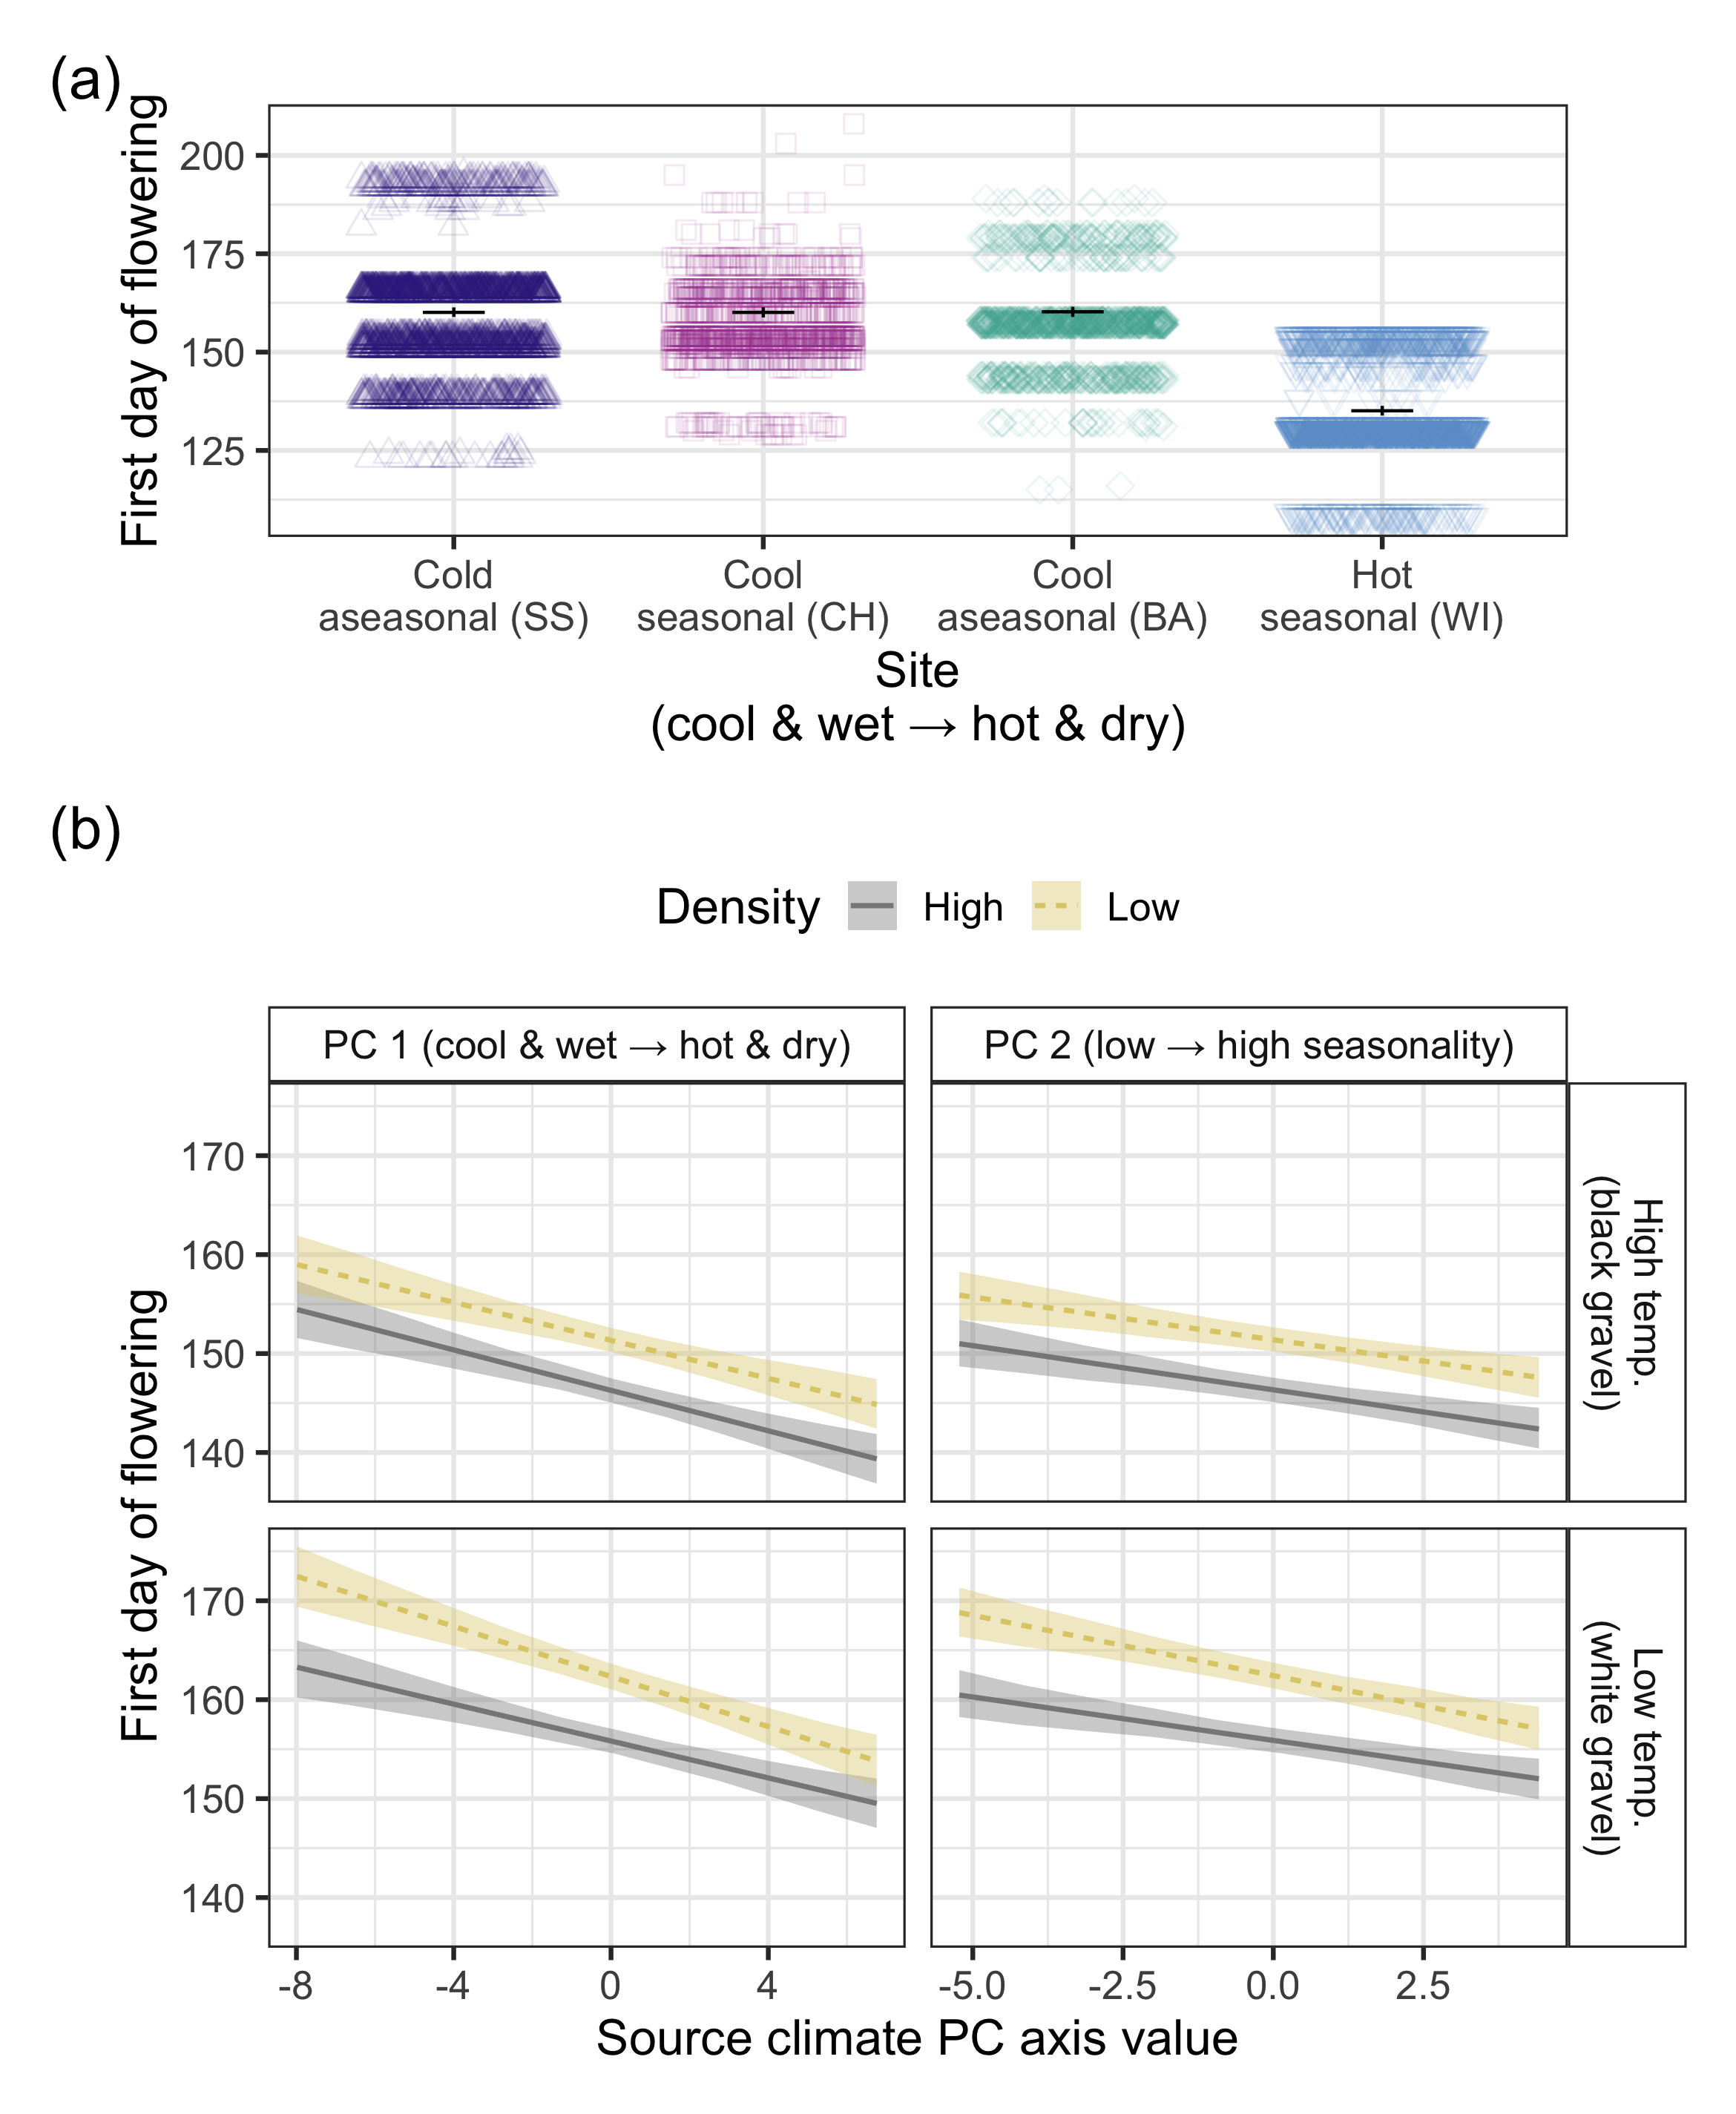 (a)
First day of flowering
200
175
150
125
Cold
aseasonal (SS)
Cool
seasonal (CH)
Cool
aseasonal (BA)
Hot
seasonal (WI)
Site
(cool & wet → hot & dry)
(b)
Density High Low
PC 1 (cool & wet → hot & dry)
PC 2 (low → high seasonality)
First day of flowering
170
160
150
140
High temp.
(black gravel)
170
160
150
140
Low temp.
(white gravel)
-8 -4 0 4
-5.0 -2.5 0.0 2.5
Source climate PC axis value